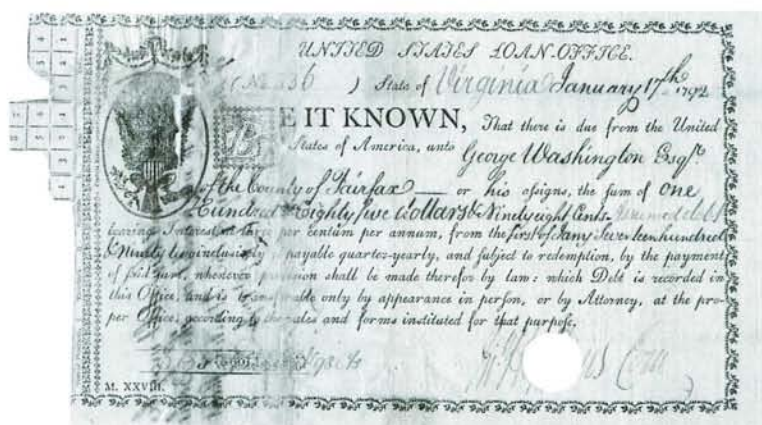 UNITED STATES LOAN-OFFICE.
(No 36 ) State of Virginia January 17th 1792
BE IT KNOWN, That there is due from the United
States of America, unto George Washington Esqr.
of the County of Fairfax — or his assigns, the sum of One
Hundred & Eighty five dollars & Ninety eight Cents
bearing Interest at three per centum per annum, from the first of Jany Seventeen hundred
& Ninety two inclusively payable quarter-yearly, and subject to redemption, by the payment
of said sum, whenever provision shall be made therefor by law: which Debt is recorded in
this Office, and is transferable only by appearance in person, or by Attorney, at the pro-
per Office, according to the rules and forms instituted for that purpose.
98 cts
M. XXVIII.